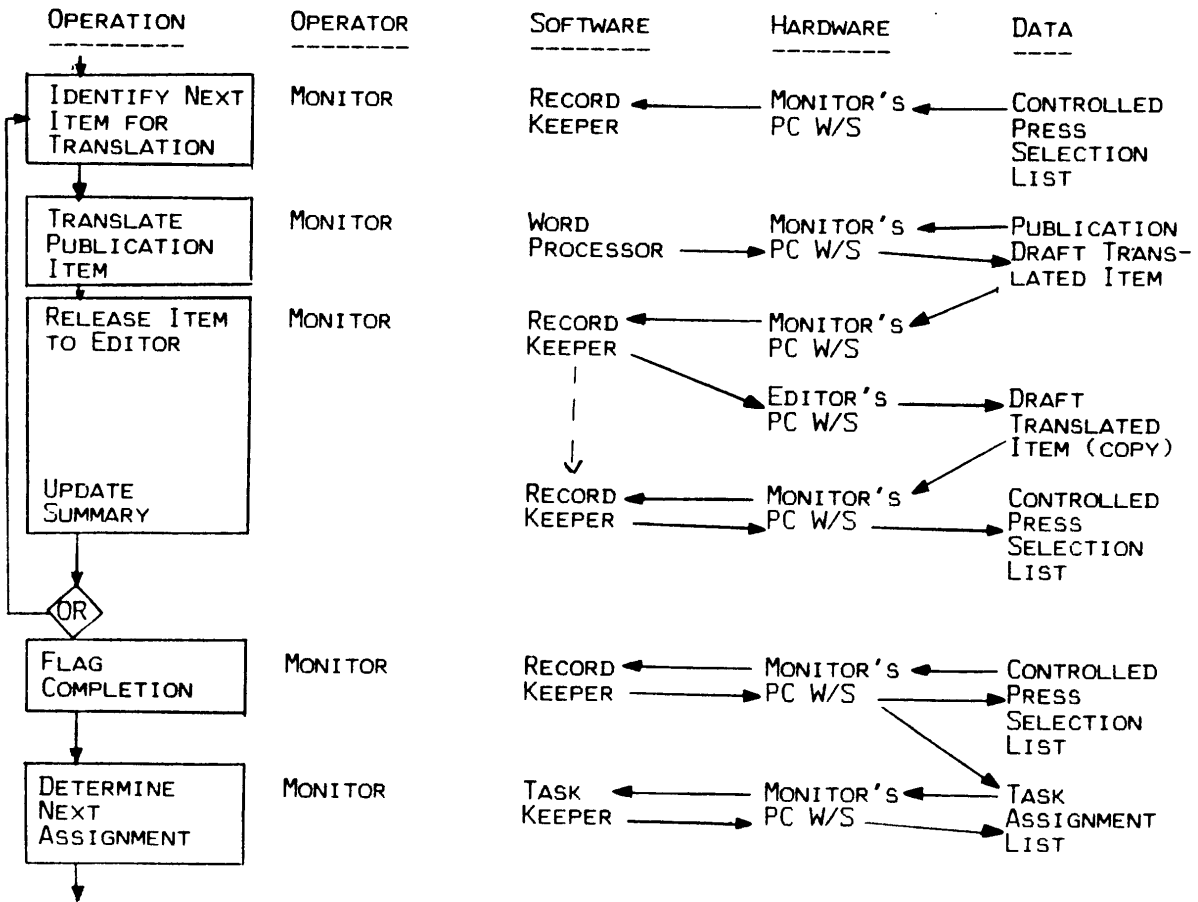 OPERATION OPERATOR SOFTWARE HARDWARE DATA
IDENTIFY NEXT MONITOR RECORD MONITOR'S CONTROLLED
ITEM FOR KEEPER PC W/S PRESS
TRANSLATION SELECTION
LIST
TRANSLATE MONITOR WORD MONITOR'S PUBLICATION
PUBLICATION PROCESSOR PC W/S DRAFT TRANS-
ITEM LATED ITEM
RELEASE ITEM MONITOR RECORD MONITOR'S
TO EDITOR KEEPER PC W/S
EDITOR'S DRAFT
PC W/S TRANSLATED
ITEM (COPY)
UPDATE RECORD MONITOR'S CONTROLLED
SUMMARY KEEPER PC W/S PRESS
SELECTION
LIST
OR
FLAG MONITOR RECORD MONITOR'S CONTROLLED
COMPLETION KEEPER PC W/S PRESS
SELECTION
LIST
DETERMINE MONITOR TASK MONITOR'S TASK
NEXT KEEPER PC W/S ASSIGNMENT
ASSIGNMENT LIST